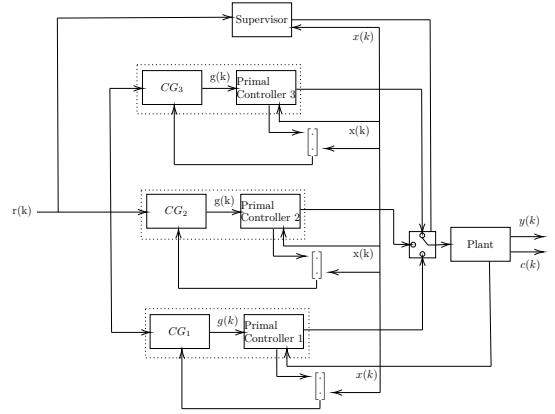 Supervisor
x(k)
CG₃
g(k)
Primal
Controller 3
x(k)
[⋮]
r(k)
CG₂
g(k)
Primal
Controller 2
x(k)
[⋮]
Plant
y(k)
c(k)
CG₁
g(k)
Primal
Controller 1
x(k)
[⋮]